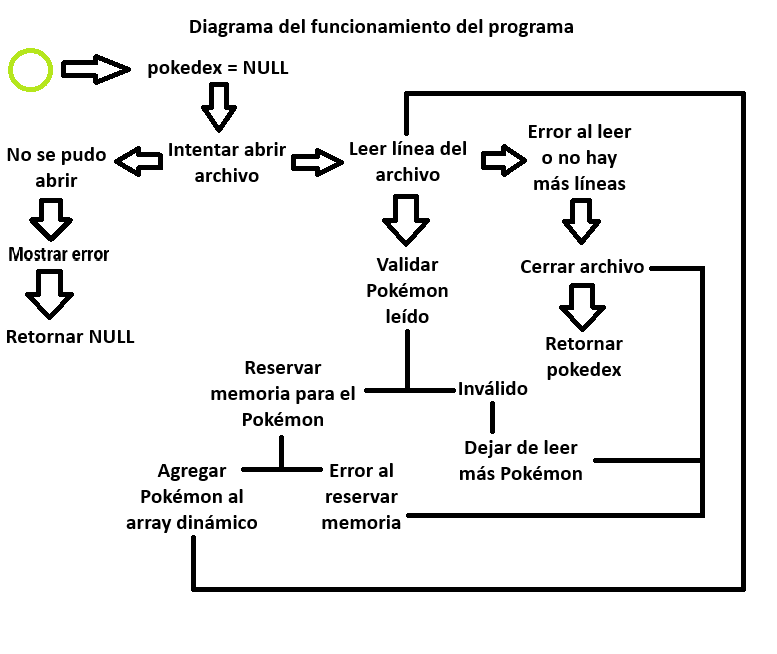 Diagrama del funcionamiento del programa
pokedex = NULL
Intentar abrir
archivo
No se pudo
abrir
Mostrar error
Retornar NULL
Leer línea del
archivo
Error al leer
o no hay
más líneas
Cerrar archivo
Retornar
pokedex
Validar
Pokémon
leído
Reservar
memoria para el
Pokémon
Inválido
Dejar de leer
más Pokémon
Agregar
Pokémon al
array dinámico
Error al
reservar
memoria